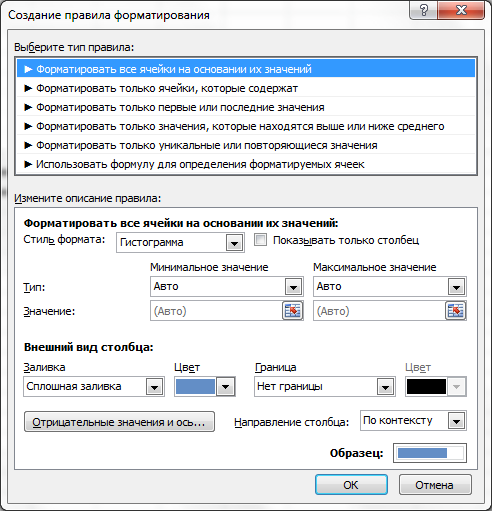 Создание правила форматирования
Выберите тип правила:
► Форматировать все ячейки на основании их значений
► Форматировать только ячейки, которые содержат
► Форматировать только первые или последние значения
► Форматировать только значения, которые находятся выше или ниже среднего
► Форматировать только уникальные или повторяющиеся значения
► Использовать формулу для определения форматируемых ячеек
Измените описание правила:
Форматировать все ячейки на основании их значений:
Стиль формата: Гистограмма Показывать только столбец
Минимальное значение Максимальное значение
Тип: Авто Авто
Значение: (Авто) (Авто)
Внешний вид столбца:
Заливка Цвет Граница Цвет
Сплошная заливка Нет границы
Отрицательные значения и ось... Направление столбца: По контексту
Образец:
ОК Отмена